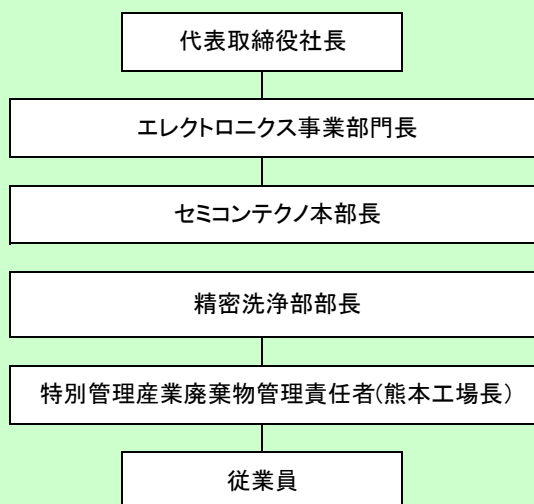 代表取締役社長
エレクトロニクス事業部門長
セミコンテクノ本部長
精密洗浄部部長
特別管理産業廃棄物管理責任者(熊本工場長)
従業員